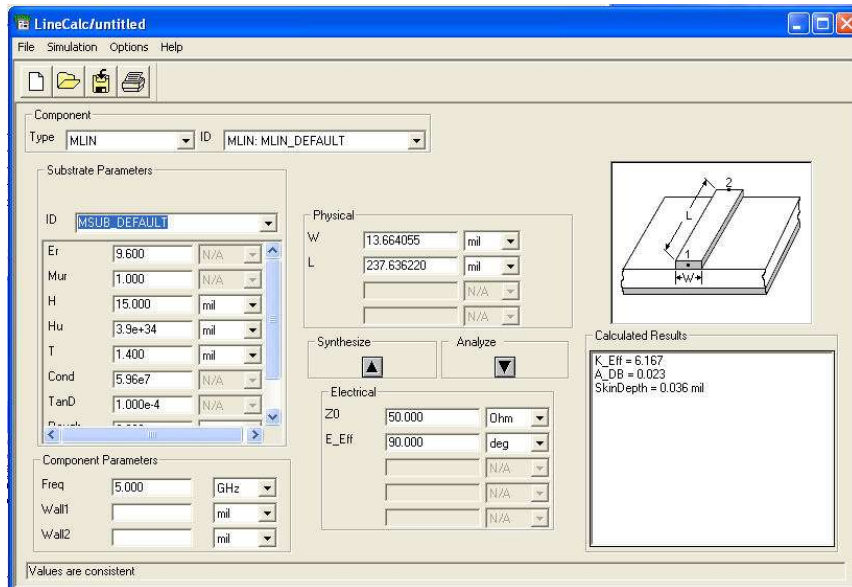 LineCalc/untitled
File Simulation Options Help
Component
Type MLIN ID MLIN: MLIN_DEFAULT
Substrate Parameters
ID MSUB_DEFAULT
Er 9.600 N/A
Mur 1.000 N/A
H 15.000 mil
Hu 3.9e+34 mil
T 1.400 mil
Cond 5.96e7 N/A
TanD 1.000e-4 N/A
Component Parameters
Freq 5.000 GHz
Wall1 mil
Wall2 mil
Physical
W 13.664055 mil
L 237.636220 mil
N/A
N/A
Synthesize Analyze
Electrical
Z0 50.000 Ohm
E_Eff 90.000 deg
N/A
N/A
N/A
2
L
1
W
Calculated Results
K_Eff = 6.167
A_DB = 0.023
SkinDepth = 0.036 mil
Values are consistent